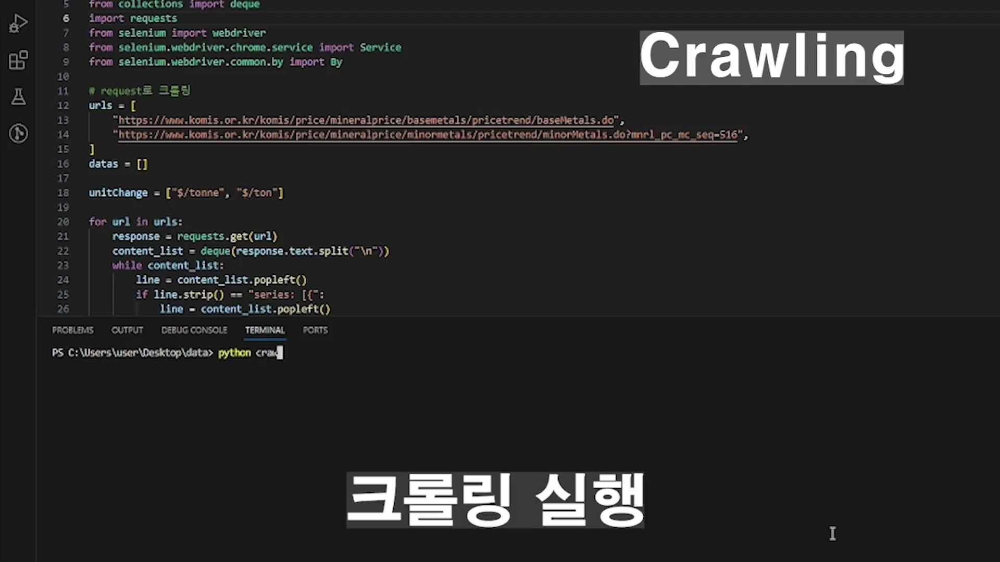 5 from collections import deque
6 import requests
7 from selenium import webdriver
8 from selenium.webdriver.chrome.service import Service
9 from selenium.webdriver.common.by import By
10
11 # request로 크롤링
12 urls = [
13 "https://www.komis.or.kr/komis/price/mineralprice/basemetals/pricetrend/baseMetals.do",
14 "https://www.komis.or.kr/komis/price/mineralprice/minormetals/pricetrend/minorMetals.do?mnrl_pc_mc_seq=516",
15 ]
16 datas = []
17
18 unitChange = ["$/tonne", "$/ton"]
19
20 for url in urls:
21 response = requests.get(url)
22 content_list = deque(response.text.split("\n"))
23 while content_list:
24 line = content_list.popleft()
25 if line.strip() == "series: [{":
26 line = content_list.popleft()
Crawling
PROBLEMS OUTPUT DEBUG CONSOLE TERMINAL PORTS
PS C:\Users\user\Desktop\data> python craw
크롤링 실행